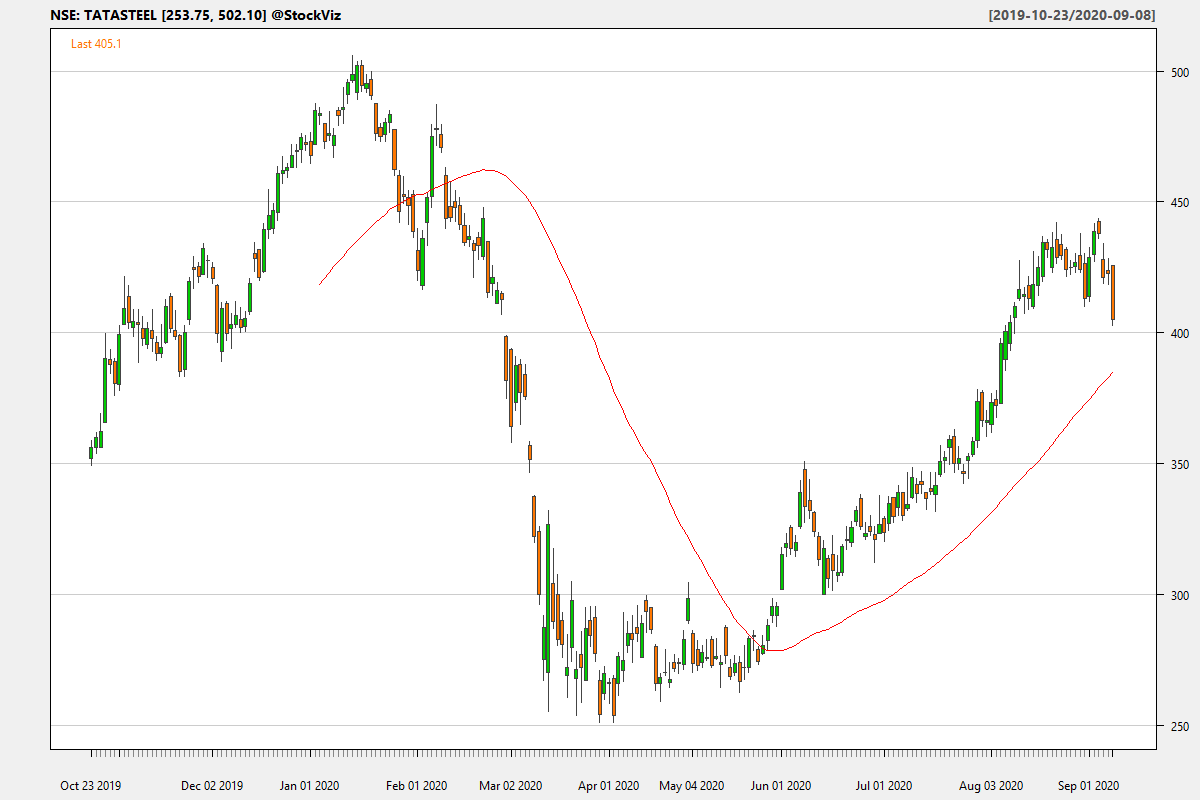 NSE: TATASTEEL [253.75, 502.10] @StockViz
[2019-10-23/2020-09-08]
Last 405.1
500
450
400
350
300
250
Oct 23 2019
Dec 02 2019
Jan 01 2020
Feb 01 2020
Mar 02 2020
Apr 01 2020
May 04 2020
Jun 01 2020
Jul 01 2020
Aug 03 2020
Sep 01 2020